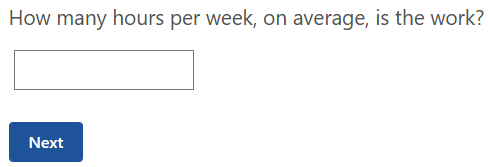 How many hours per week, on average, is the work?
Next